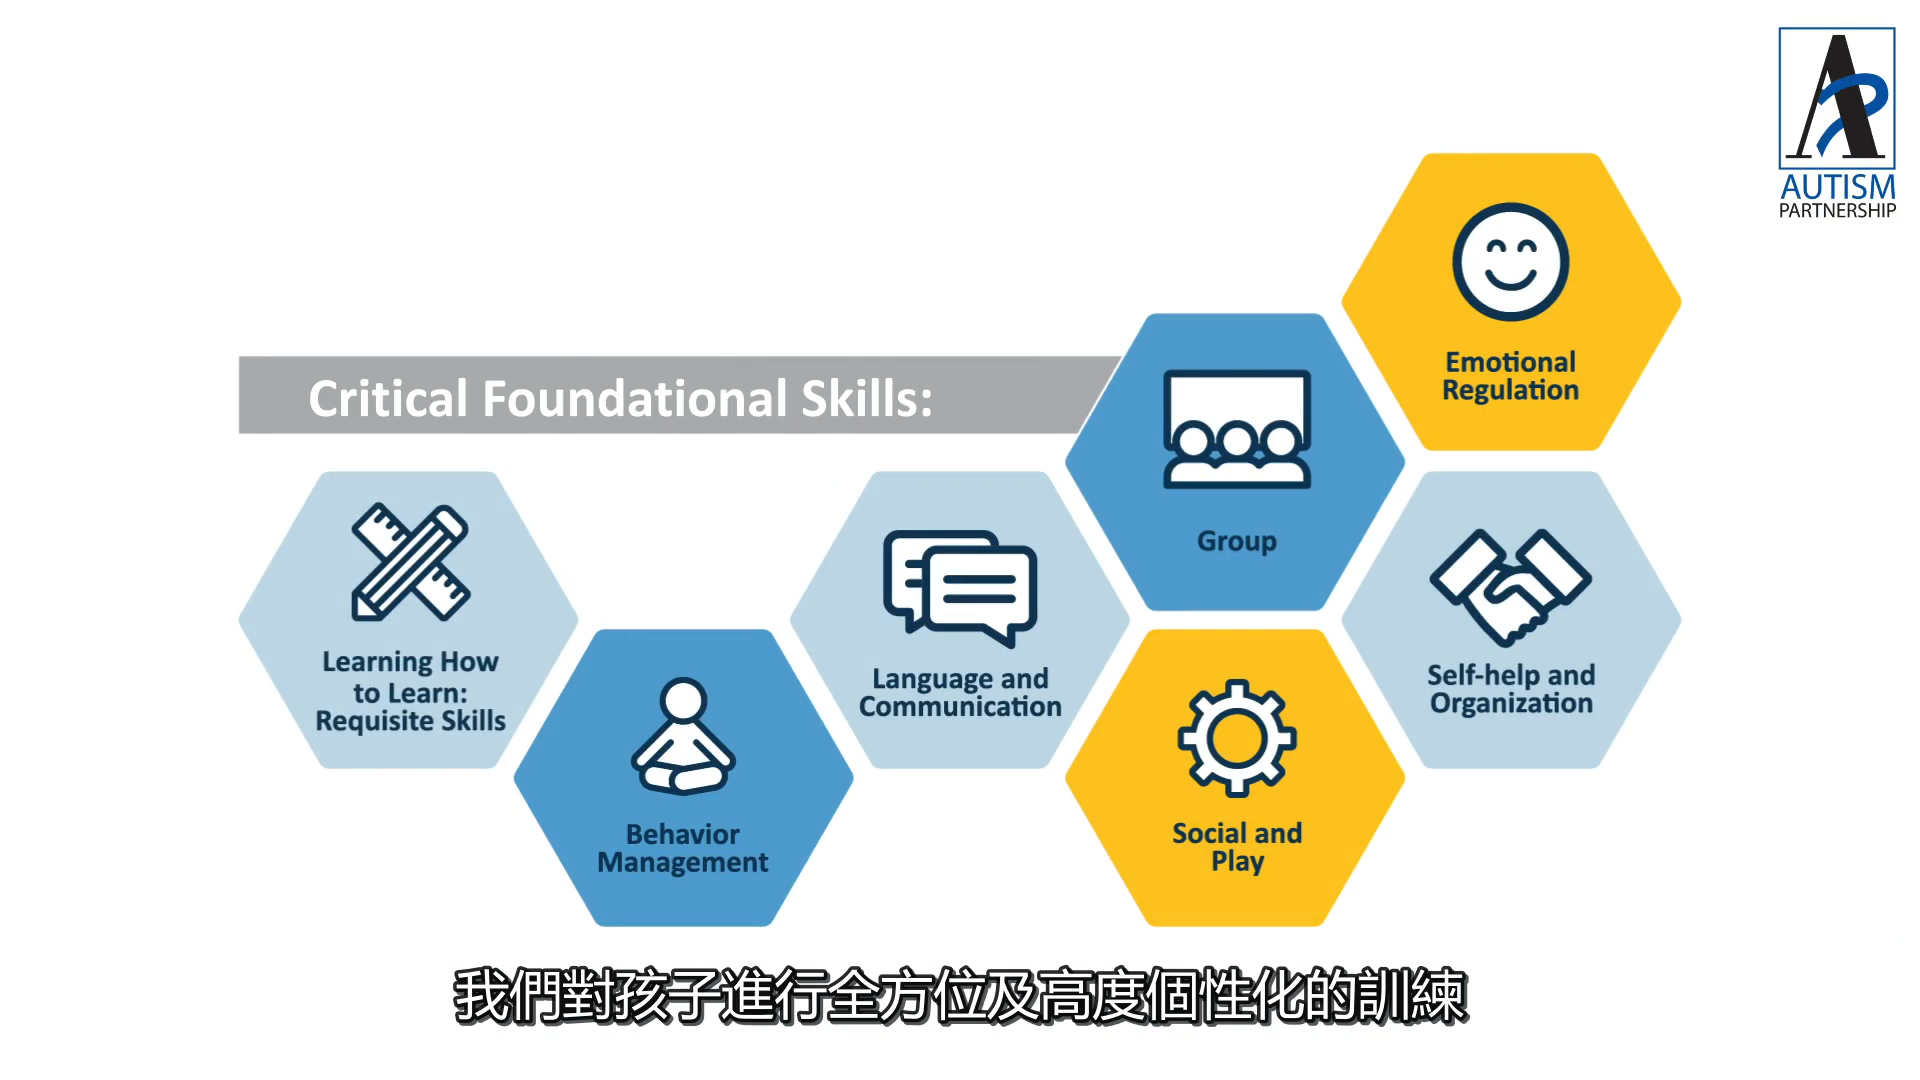 AUTISM
PARTNERSHIP
Critical Foundational Skills:
Learning How
to Learn:
Requisite Skills
Behavior
Management
Language and
Communication
Group
Social and
Play
Emotional
Regulation
Self-help and
Organization
我們對孩子進行全方位及高度個性化的訓練